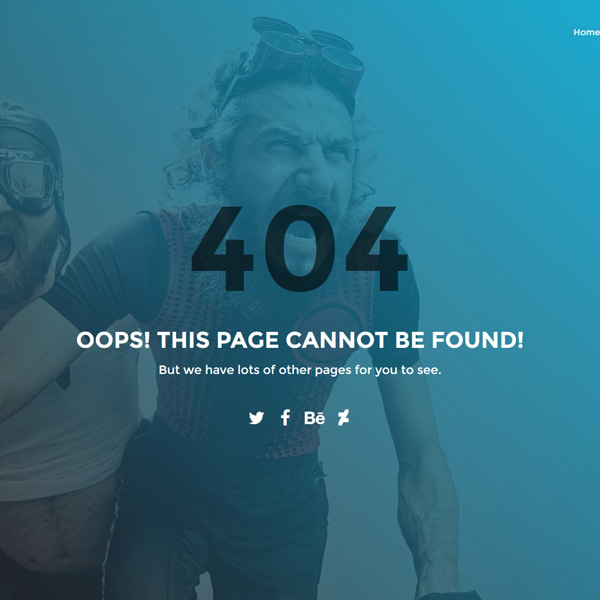 Home
404
OOPS! THIS PAGE CANNOT BE FOUND!
But we have lots of other pages for you to see.
Bē